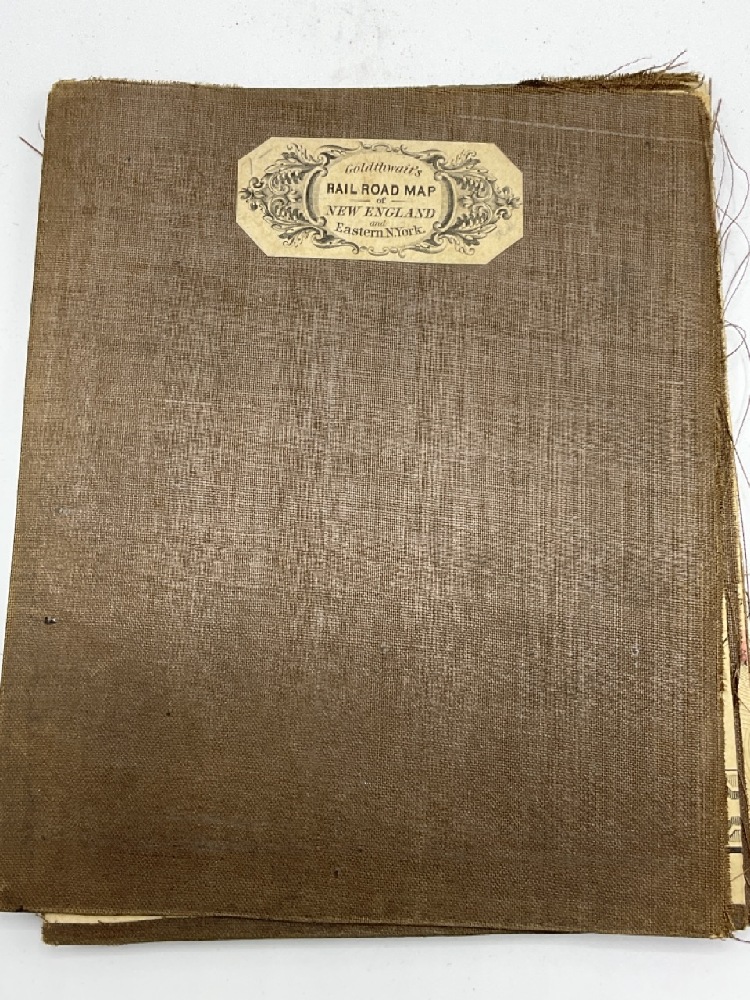 Goldthwait's
RAIL ROAD MAP
of
NEW ENGLAND
and
Eastern N.York.